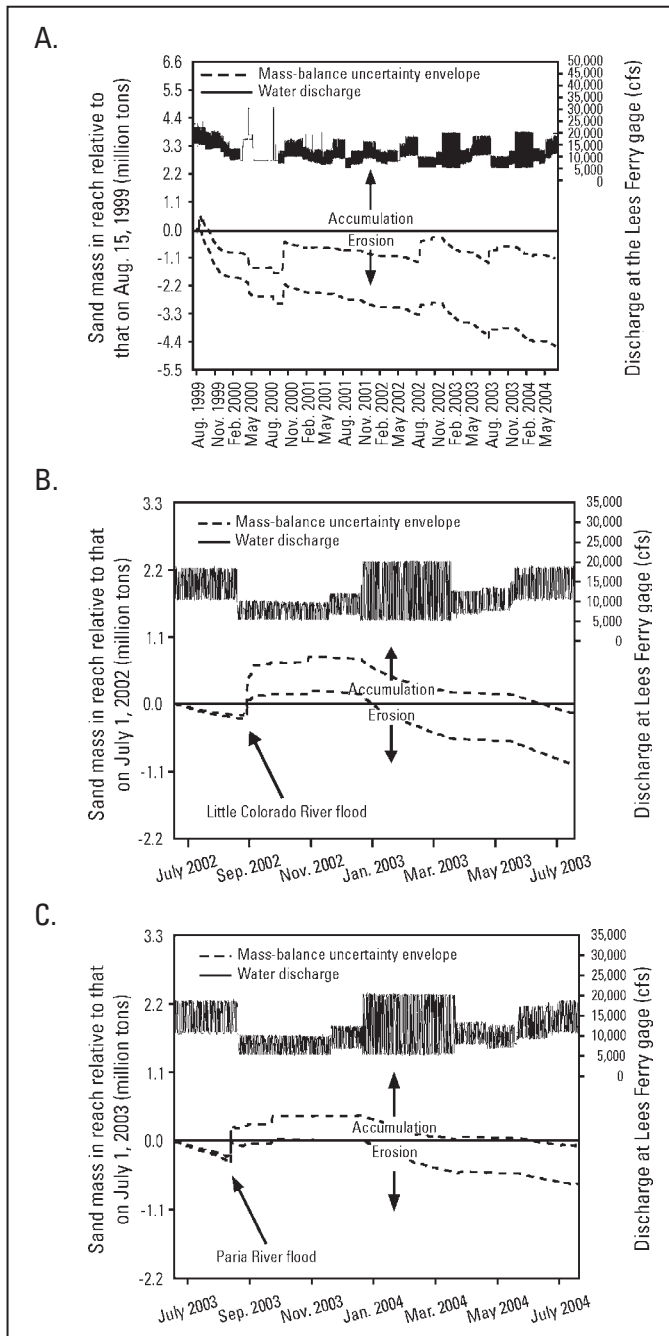 A.
Sand mass in reach relative to
that on Aug. 15, 1999 (million tons)
6.6
5.5
4.4
3.3
2.2
1.1
0.0
-1.1
-2.2
-3.3
-4.4
-5.5
Mass-balance uncertainty envelope
Water discharge
Accumulation
Erosion
50,000
45,000
40,000
35,000
30,000
25,000
20,000
15,000
10,000
5,000
0
Discharge at the Lees Ferry gage (cfs)
Aug. 1999
Nov. 1999
Feb. 2000
May 2000
Aug. 2000
Nov. 2000
Feb. 2001
May 2001
Aug. 2001
Nov. 2001
Feb. 2002
May 2002
Aug. 2002
Nov. 2002
Feb. 2003
May 2003
Aug. 2003
Nov. 2003
Feb. 2004
May 2004
B.
Sand mass in reach relative to that
on July 1, 2002 (million tons)
3.3
2.2
1.1
0.0
-1.1
-2.2
Mass-balance uncertainty envelope
Water discharge
Accumulation
Erosion
Little Colorado River flood
35,000
30,000
25,000
20,000
15,000
10,000
5,000
0
Discharge at Lees Ferry gage (cfs)
July 2002
Sep. 2002
Nov. 2002
Jan. 2003
Mar. 2003
May 2003
July 2003
C.
Sand mass in reach relative to that
on July 1, 2003 (million tons)
3.3
2.2
1.1
0.0
-1.1
-2.2
Mass-balance uncertainty envelope
Water discharge
Accumulation
Erosion
Paria River flood
35,000
30,000
25,000
20,000
15,000
10,000
5,000
0
Discharge at Lees Ferry gage (cfs)
July 2003
Sep. 2003
Nov. 2003
Jan. 2004
Mar. 2004
May 2004
July 2004